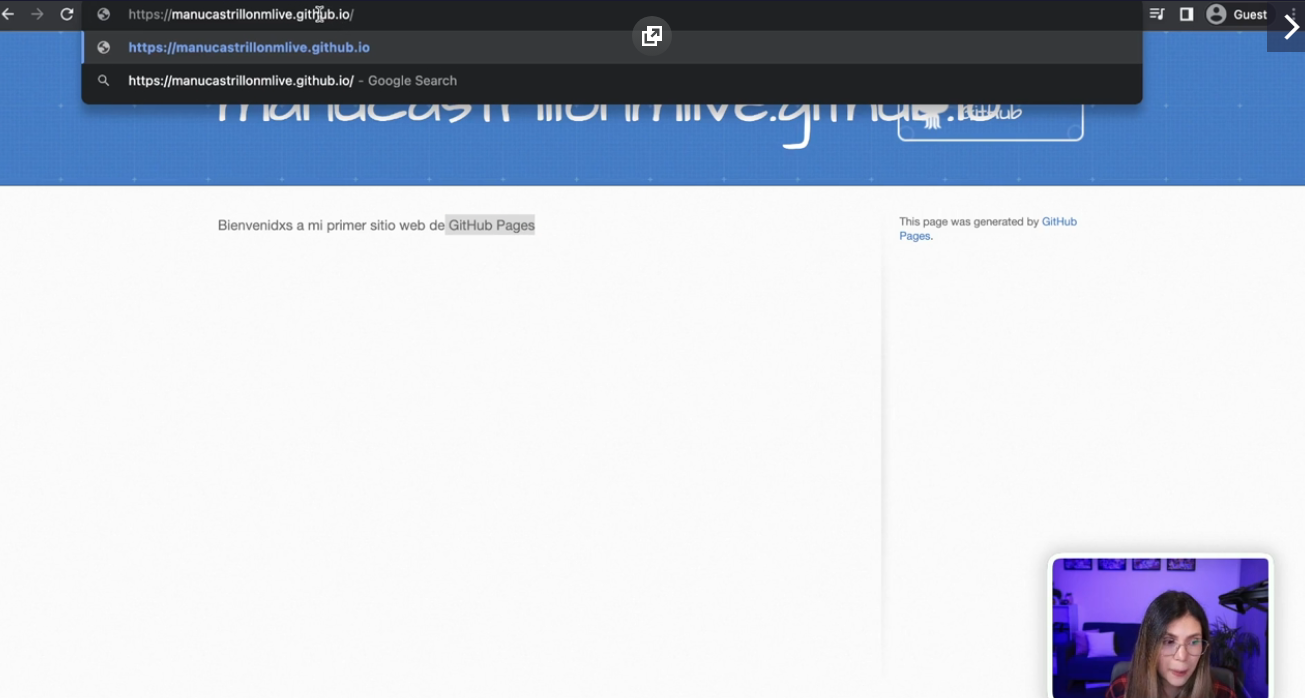 https://manucastrillonmlive.github.io/
Guest
https://manucastrillonmlive.github.io
https://manucastrillonmlive.github.io/ - Google Search
manucastrillonmlive.github.io
GitHub
Bienvenidxs a mi primer sitio web de GitHub Pages
This page was generated by GitHub
Pages.